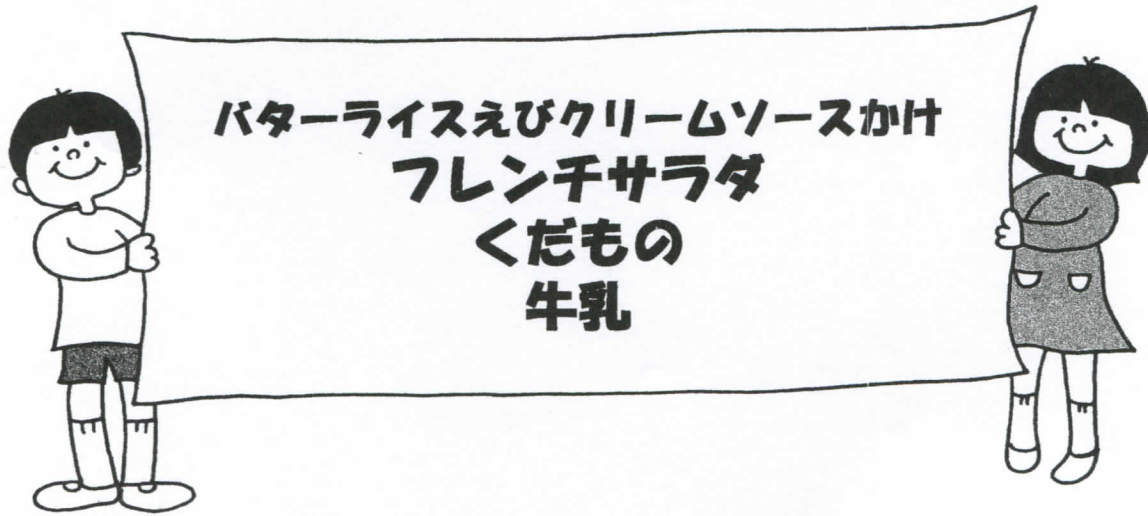 バターライスえびクリームソースかけ
フレンチサラダ
くだもの
牛乳